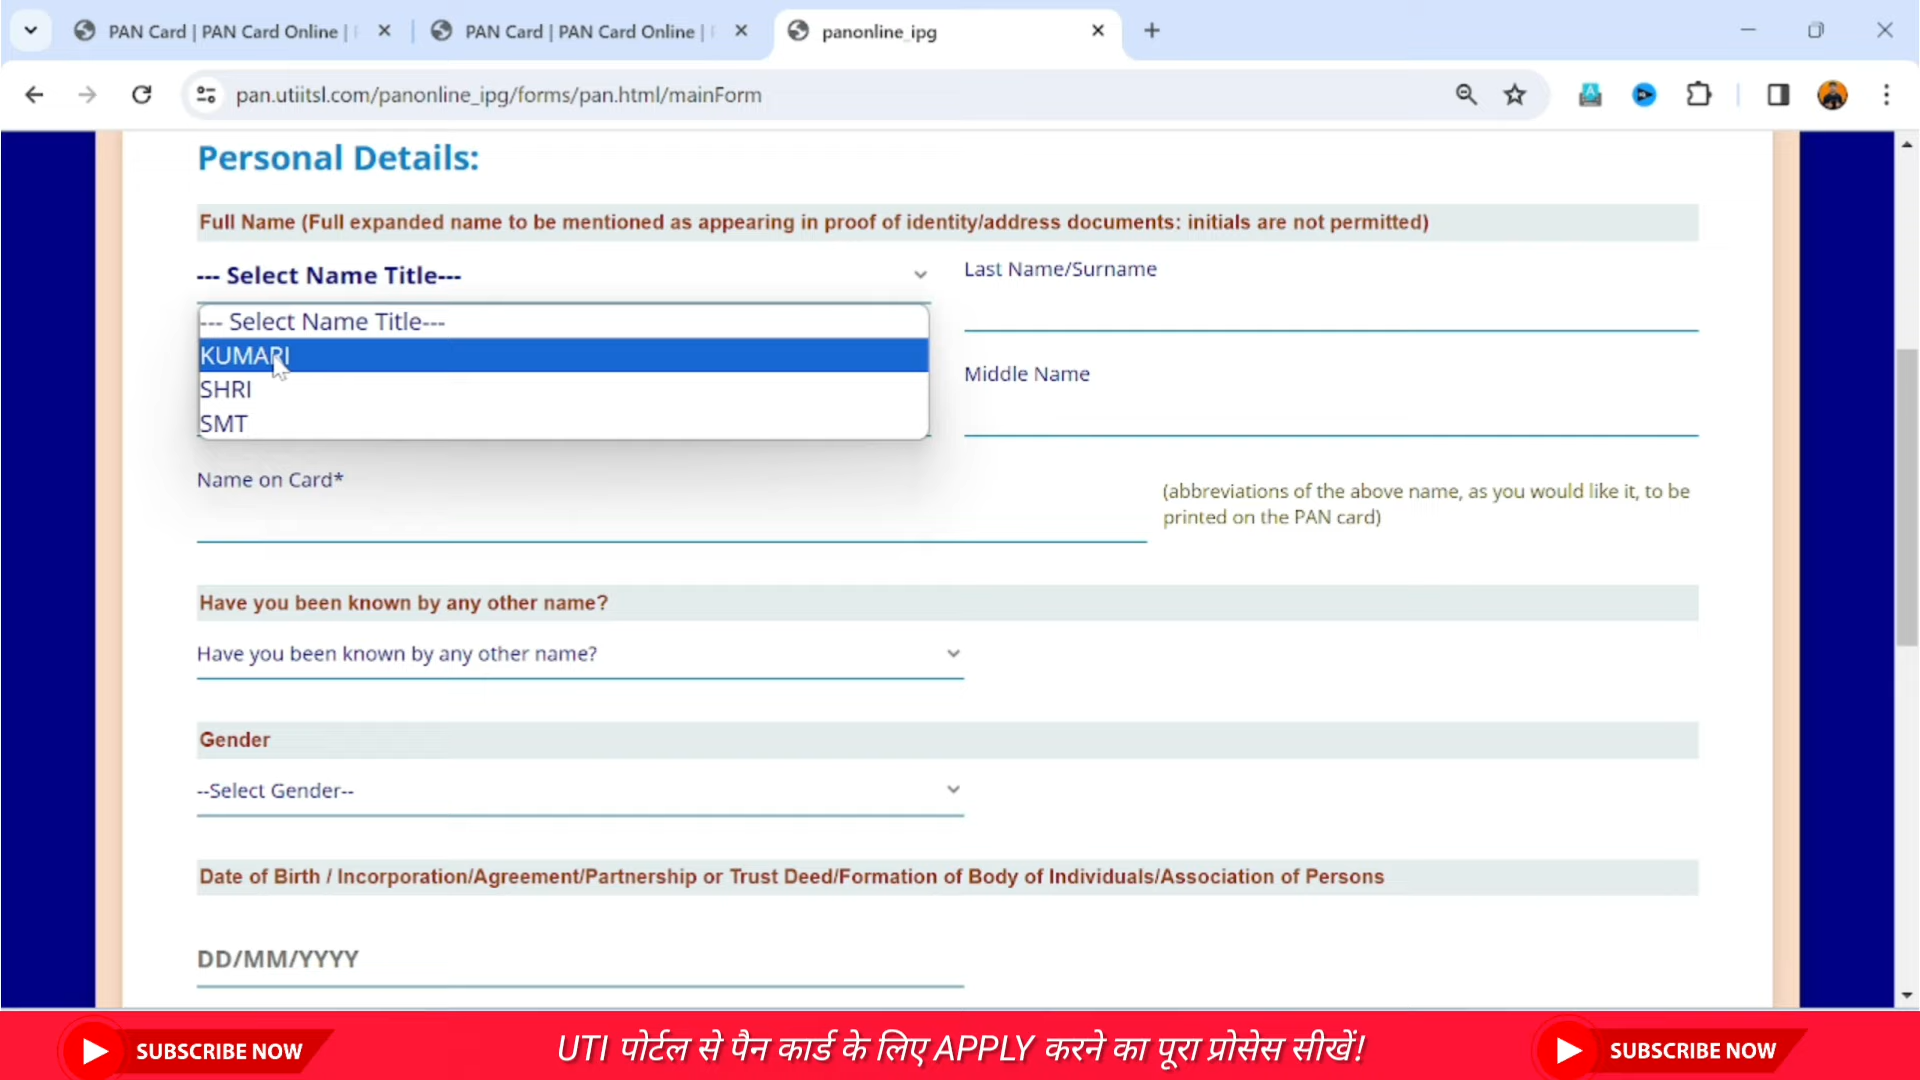 PAN Card | PAN Card Online |
PAN Card | PAN Card Online |
panonline_ipg
pan.utiitsl.com/panonline_ipg/forms/pan.html/mainForm
Personal Details:
Full Name (Full expanded name to be mentioned as appearing in proof of identity/address documents: initials are not permitted)
--- Select Name Title---
Last Name/Surname
--- Select Name Title---
KUMARI
SHRI
SMT
Middle Name
Name on Card*
(abbreviations of the above name, as you would like it, to be
printed on the PAN card)
Have you been known by any other name?
Have you been known by any other name?
Gender
--Select Gender--
Date of Birth / Incorporation/Agreement/Partnership or Trust Deed/Formation of Body of Individuals/Association of Persons
DD/MM/YYYY
SUBSCRIBE NOW
UTI पोर्टल से पैन कार्ड के लिए APPLY करने का पूरा प्रोसेस सीखें!
SUBSCRIBE NOW